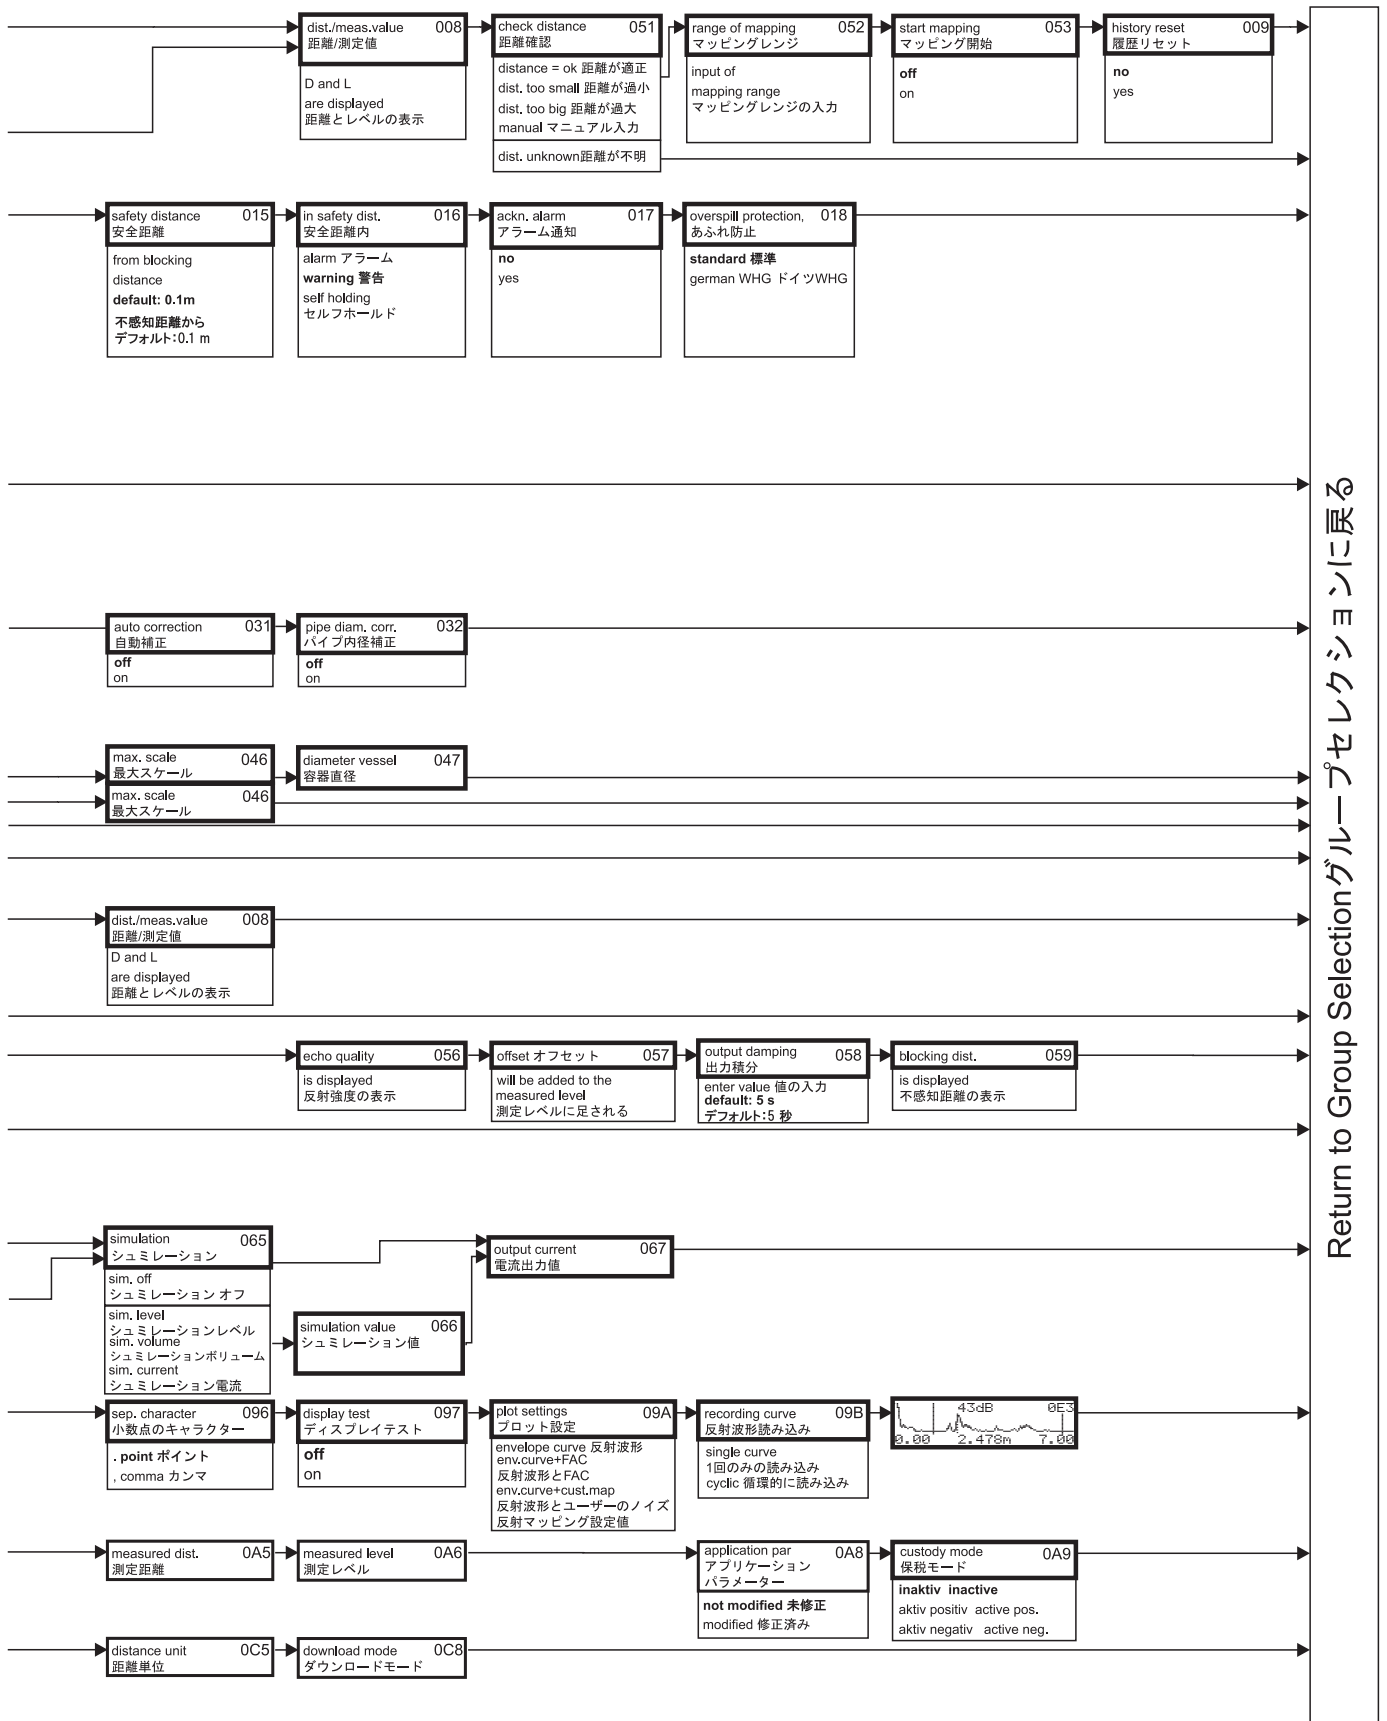 dist./meas.value 008
距離/測定値
D and L
are displayed
距離とレベルの表示
check distance 051
距離確認
distance = ok 距離が適正
dist. too small 距離が過小
dist. too big 距離が過大
manual マニュアル入力
dist. unknown距離が不明
range of mapping 052
マッピングレンジ
input of
mapping range
マッピングレンジの入力
start mapping 053
マッピング開始
off
on
history reset 009
履歴リセット
no
yes
safety distance 015
安全距離
from blocking
distance
default: 0.1m
不感知距離から
デフォルト:0.1 m
in safety dist. 016
安全距離内
alarm アラーム
warning 警告
self holding
セルフホールド
ackn. alarm 017
アラーム通知
no
yes
overspill protection, 018
あふれ防止
standard 標準
german WHG ドイツWHG
auto correction 031
自動補正
off
on
pipe diam. corr. 032
パイプ内径補正
off
on
max. scale 046
最大スケール
diameter vessel 047
容器直径
max. scale 046
最大スケール
dist./meas.value 008
距離/測定値
D and L
are displayed
距離とレベルの表示
echo quality 056
is displayed
反射強度の表示
offset オフセット 057
will be added to the
measured level
測定レベルに足される
output damping 058
出力積分
enter value 値の入力
default: 5 s
デフォルト:5 秒
blocking dist. 059
is displayed
不感知距離の表示
simulation 065
シュミレーション
sim. off
シュミレーション オフ
sim. level
シュミレーションレベル
sim. volume
シュミレーションボリューム
sim. current
シュミレーション電流
simulation value 066
シュミレーション値
output current 067
電流出力値
sep. character 096
小数点のキャラクター
. point ポイント
, comma カンマ
display test 097
ディスプレイテスト
off
on
plot settings 09A
プロット設定
envelope curve 反射波形
env.curve+FAC
反射波形とFAC
env.curve+cust.map
反射波形とユーザーのノイズ
反射マッピング設定値
recording curve 09B
反射波形読み込み
single curve
1回のみの読み込み
cyclic 循環的に読み込み
43dB 0E3
0.00 2.478m 7.00
measured dist. 0A5
測定距離
measured level 0A6
測定レベル
application par 0A8
アプリケーション
パラメーター
not modified 未修正
modified 修正済み
custody mode 0A9
保税モード
inaktiv inactive
aktiv positiv active pos.
aktiv negativ active neg.
distance unit 0C5
距離単位
download mode 0C8
ダウンロードモード
Return to Group Selectionグループセレクションに戻る